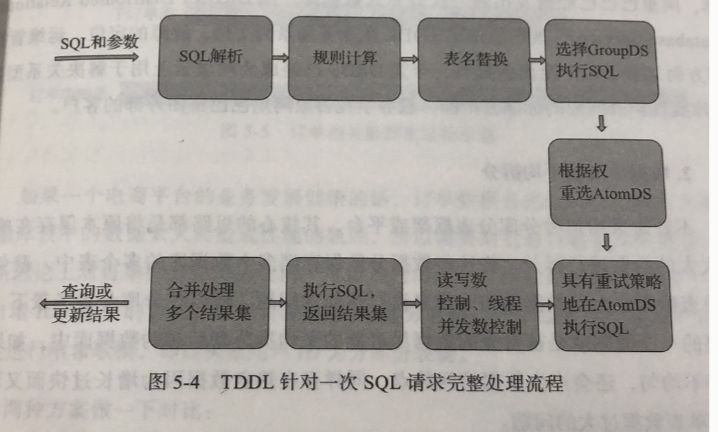 SQL和参数
SQL解析
规则计算
表名替换
选择GroupDS
执行SQL
根据权
重选AtomDS
具有重试策略
地在AtomDS
执行SQL
读写数
控制、线程
并发数控制
执行SQL,
返回结果集
合并处理
多个结果集
查询或
更新结果
图 5-4 TDDL 针对一次 SQL 请求完整处理流程